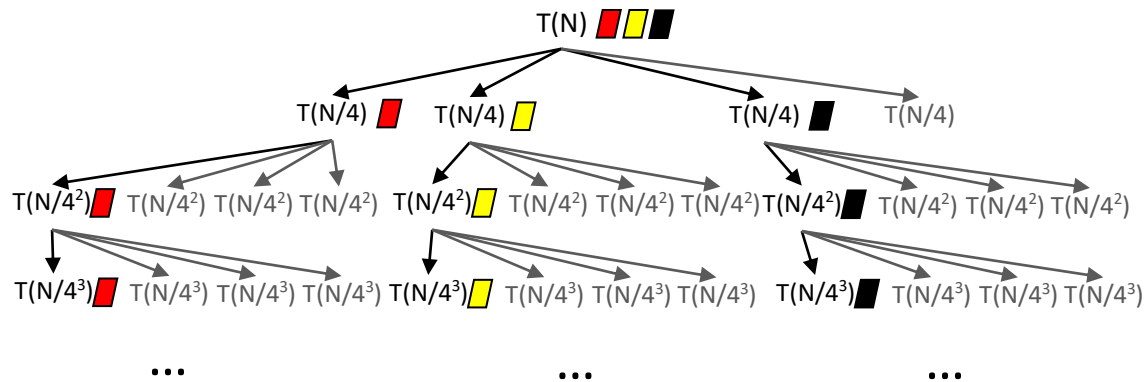 T(N)
T(N/4) T(N/4) T(N/4) T(N/4)
T(N/4²) T(N/4²) T(N/4²) T(N/4²) T(N/4²) T(N/4²) T(N/4²) T(N/4²) T(N/4²) T(N/4²) T(N/4²) T(N/4²)
T(N/4³) T(N/4³) T(N/4³) T(N/4³) T(N/4³) T(N/4³) T(N/4³) T(N/4³) T(N/4³) T(N/4³) T(N/4³) T(N/4³)
... ... ...